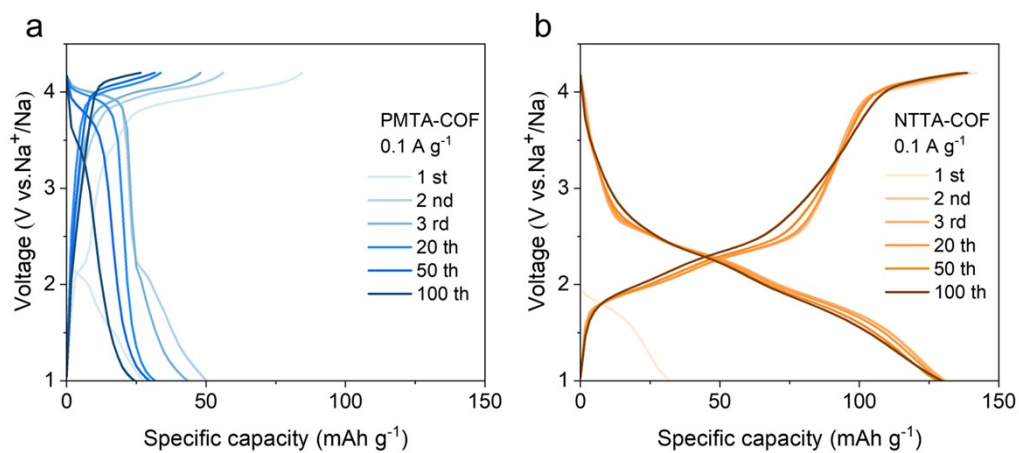 a
Voltage (V vs.Na⁺/Na)
4
3
2
1
PMTA-COF
0.1 A g⁻¹
1 st
2 nd
3 rd
20 th
50 th
100 th
0
50
100
150
Specific capacity (mAh g⁻¹)
b
Voltage (V vs.Na⁺/Na)
4
3
2
1
NTTA-COF
0.1 A g⁻¹
1 st
2 nd
3 rd
20 th
50 th
100 th
0
50
100
150
Specific capacity (mAh g⁻¹)